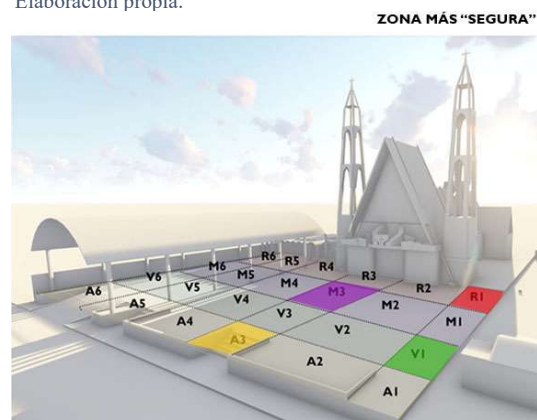 Elaboración propia.
ZONA MÁS “SEGURA”
R6 R5 R4 R3 R2 R1
M6 M5 M4 M3 M2 M1
V6 V5 V4 V3 V2 V1
A6 A5 A4 A3 A2 A1